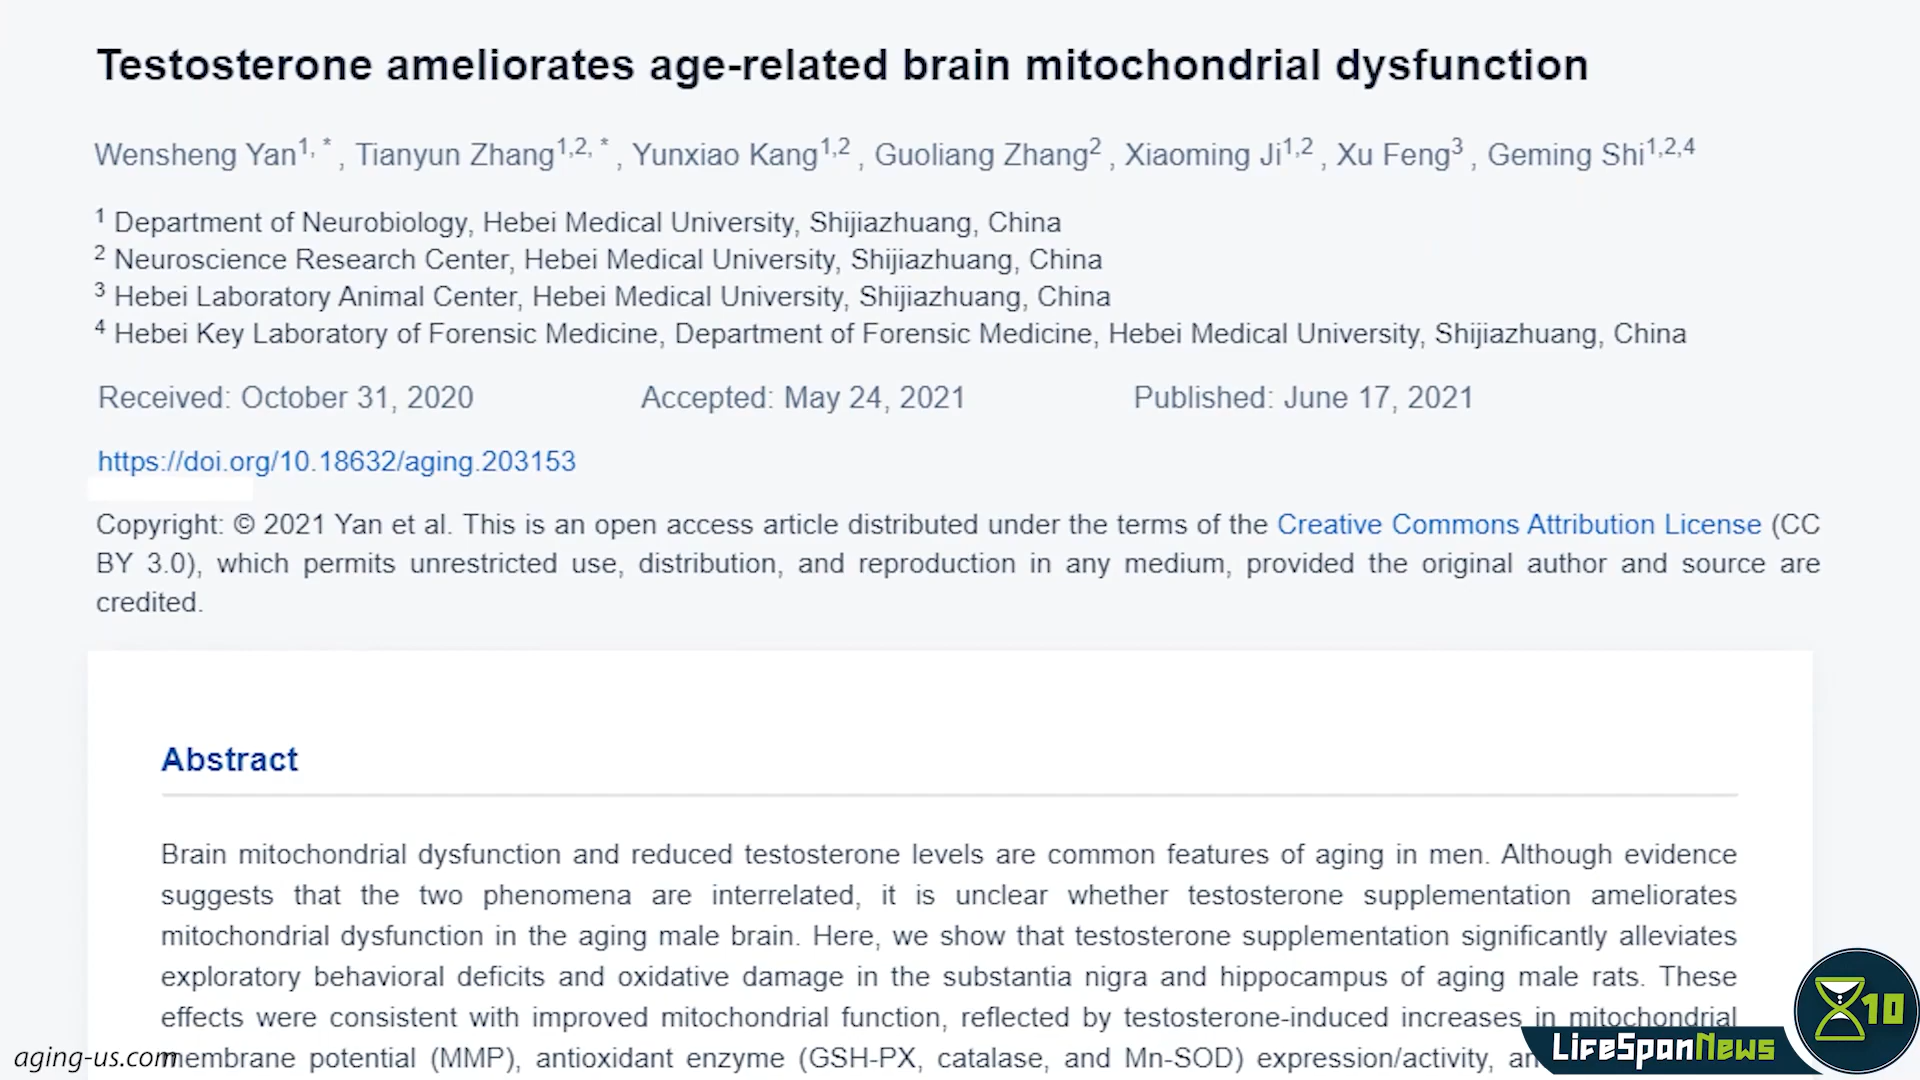 Testosterone ameliorates age-related brain mitochondrial dysfunction
Wensheng Yan1, * , Tianyun Zhang1,2, * , Yunxiao Kang1,2 , Guoliang Zhang2 , Xiaoming Ji1,2 , Xu Feng3 , Geming Shi1,2,4
1 Department of Neurobiology, Hebei Medical University, Shijiazhuang, China
2 Neuroscience Research Center, Hebei Medical University, Shijiazhuang, China
3 Hebei Laboratory Animal Center, Hebei Medical University, Shijiazhuang, China
4 Hebei Key Laboratory of Forensic Medicine, Department of Forensic Medicine, Hebei Medical University, Shijiazhuang, China
Received: October 31, 2020 Accepted: May 24, 2021 Published: June 17, 2021
https://doi.org/10.18632/aging.203153
Copyright: © 2021 Yan et al. This is an open access article distributed under the terms of the Creative Commons Attribution License (CC
BY 3.0), which permits unrestricted use, distribution, and reproduction in any medium, provided the original author and source are
credited.
Abstract
Brain mitochondrial dysfunction and reduced testosterone levels are common features of aging in men. Although evidence
suggests that the two phenomena are interrelated, it is unclear whether testosterone supplementation ameliorates
mitochondrial dysfunction in the aging male brain. Here, we show that testosterone supplementation significantly alleviates
exploratory behavioral deficits and oxidative damage in the substantia nigra and hippocampus of aging male rats. These
effects were consistent with improved mitochondrial function, reflected by testosterone-induced increases in mitochondrial
membrane potential (MMP), antioxidant enzyme (GSH-PX, catalase, and Mn-SOD) expression/activity,
aging-us.com
LifeSpanNews
10